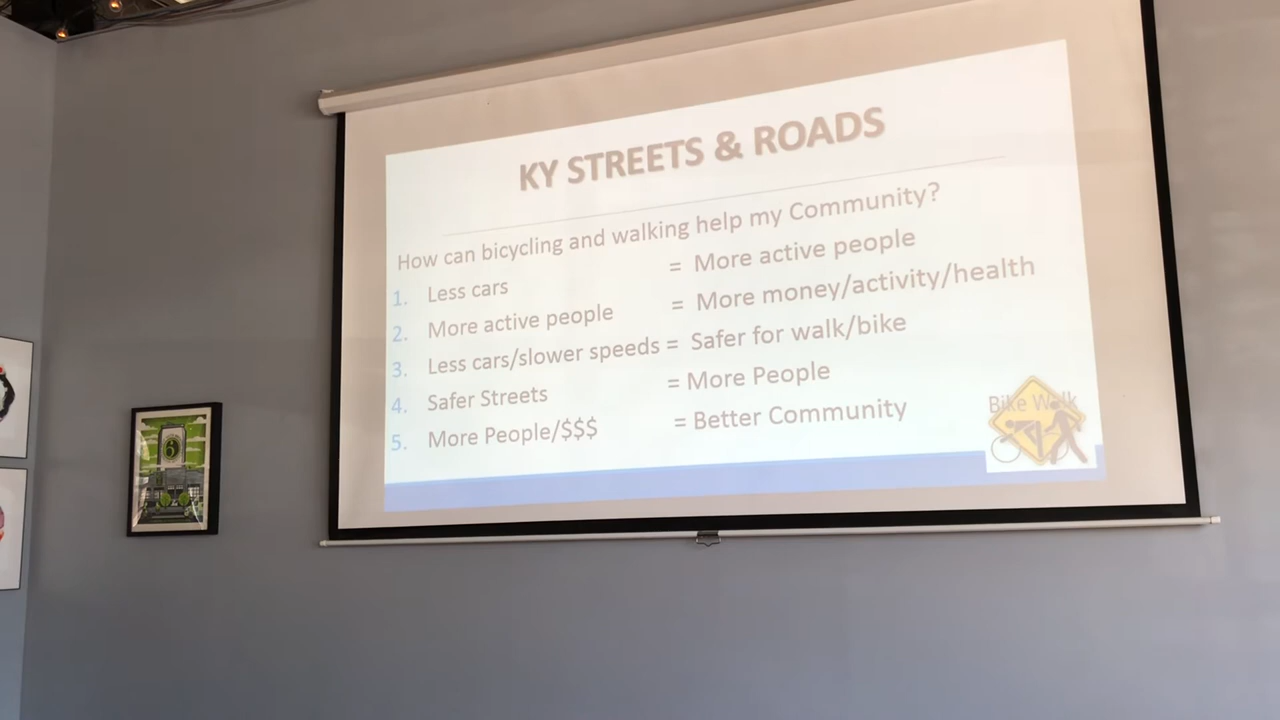 KY STREETS & ROADS
How can bicycling and walking help my Community?
1. Less cars = More active people
2. More active people = More money/activity/health
3. Less cars/slower speeds = Safer for walk/bike
4. Safer Streets = More People
5. More People/$$$ = Better Community
Bike Walk
6